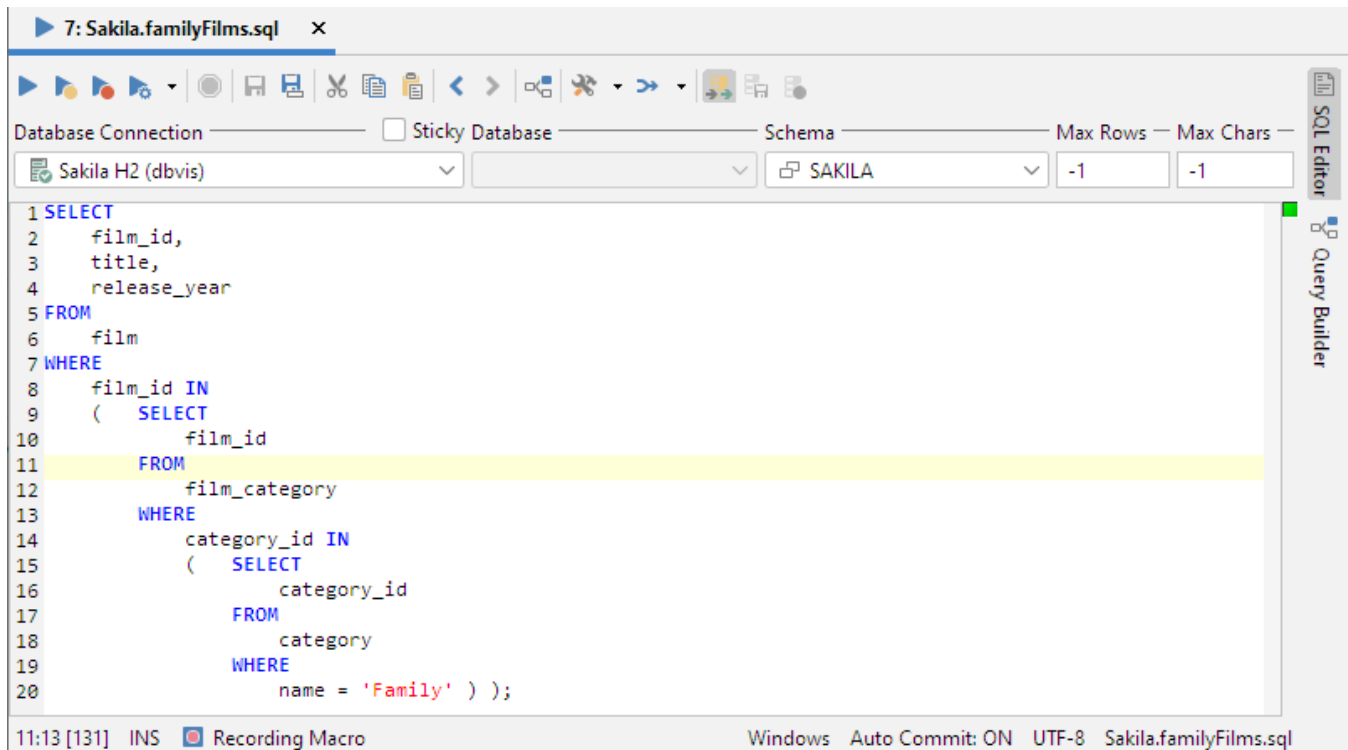 7: Sakila.familyFilms.sql
Database Connection Sticky Database Schema Max Rows Max Chars
Sakila H2 (dbvis) SAKILA -1 -1
1 SELECT
2 film_id,
3 title,
4 release_year
5 FROM
6 film
7 WHERE
8 film_id IN
9 ( SELECT
10 film_id
11 FROM
12 film_category
13 WHERE
14 category_id IN
15 ( SELECT
16 category_id
17 FROM
18 category
19 WHERE
20 name = 'Family' ) );
SQL Editor
Query Builder
11:13 [131] INS Recording Macro Windows Auto Commit: ON UTF-8 Sakila.familyFilms.sql